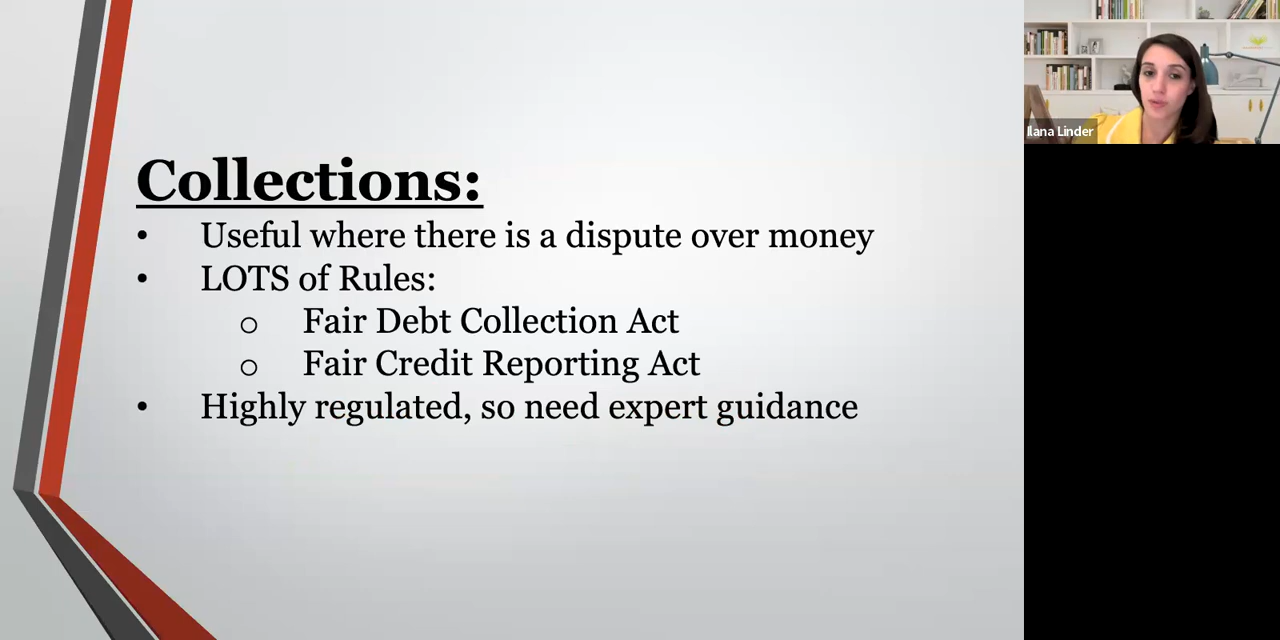 Collections:
• Useful where there is a dispute over money
• LOTS of Rules:
o Fair Debt Collection Act
o Fair Credit Reporting Act
• Highly regulated, so need expert guidance
Ilana Linder